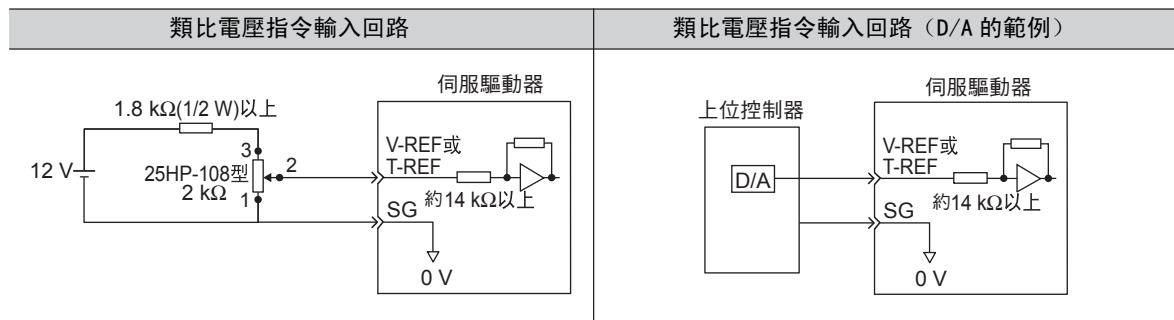 類比電壓指令輸入回路
類比電壓指令輸入回路（D/A 的範例）
伺服驅動器
1.8 kΩ(1/2 W)以上
V-REF或
T-REF
3
2
12 V
25HP-108型
2 kΩ
1
約14 kΩ以上
SG
0 V
伺服驅動器
上位控制器
V-REF或
T-REF
D/A
約14 kΩ以上
SG
0 V